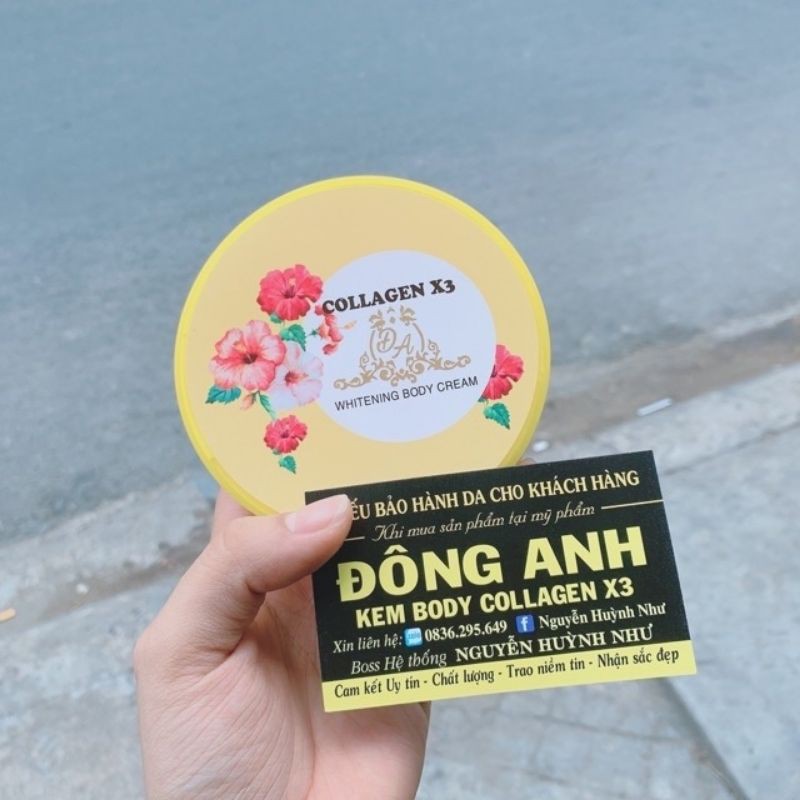 COLLAGEN X3
ĐA
WHITENING BODY CREAM
BẢO HÀNH DA CHO KHÁCH HÀNG
Khi mua sản phẩm tại mỹ phẩm
ĐÔNG ANH
KEM BODY COLLAGEN X3
Xin liên hệ: Zalo 0836.295.649 f Nguyễn Huỳnh Như
Boss Hệ thống NGUYỄN HUỲNH NHƯ
Cam kết Uy tín - Chất lượng - Trao niềm tin - Nhận sắc đẹp